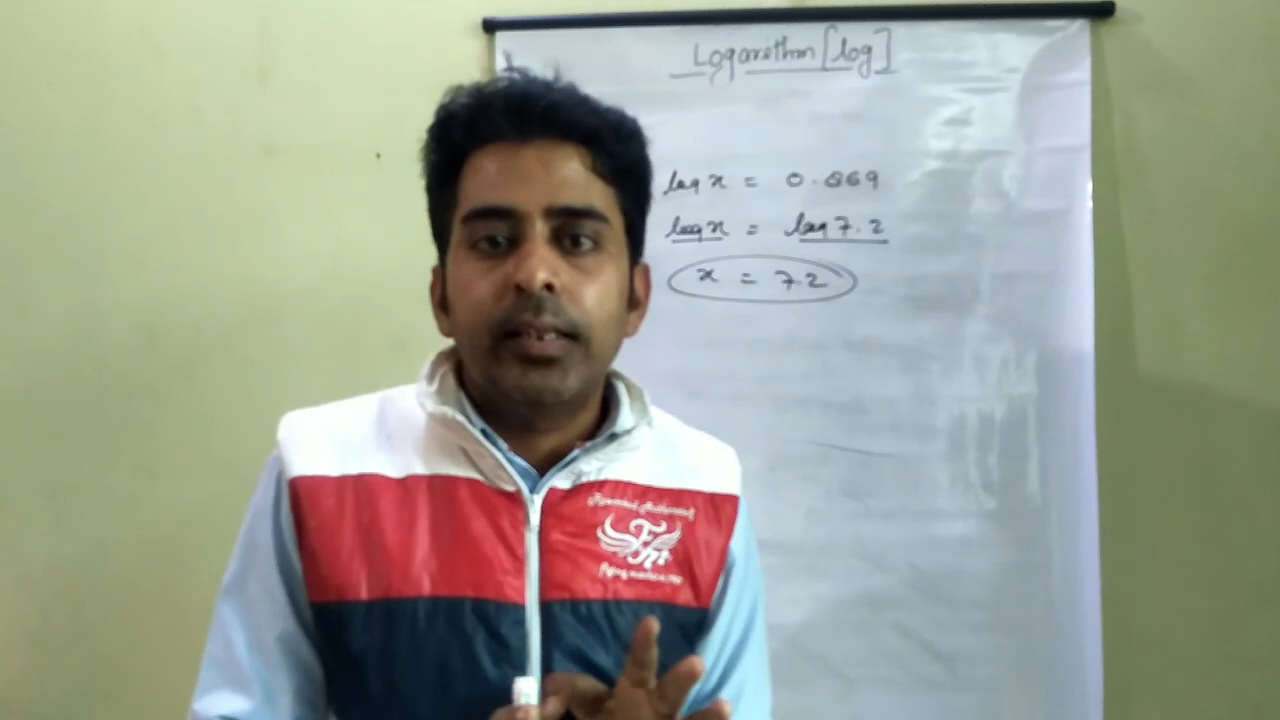 Logarithm [log]
log x = 0.869
log x = log 7.2
x = 7.2